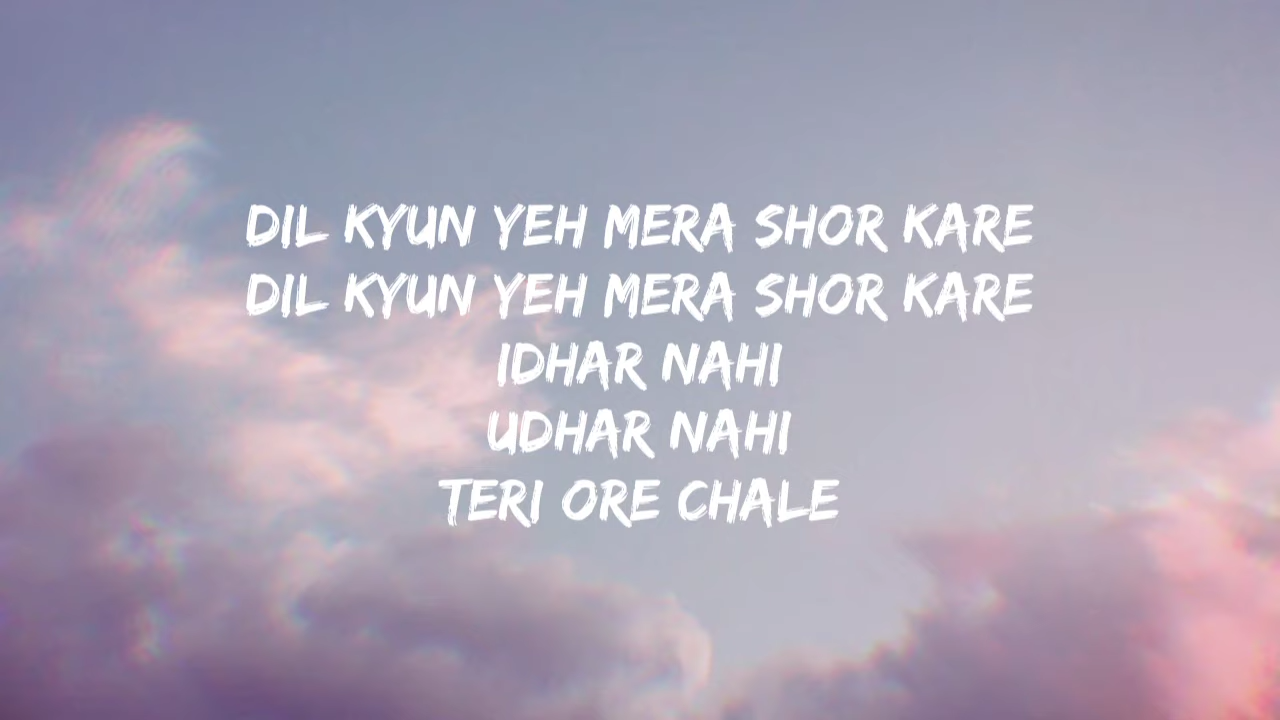 DIL KYUN YEH MERA SHOR KARE
DIL KYUN YEH MERA SHOR KARE
IDHAR NAHI
UDHAR NAHI
TERI ORE CHALE